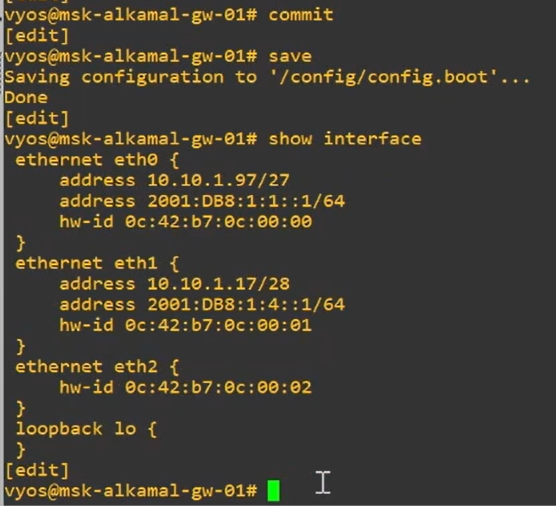 [edit]
vyos@msk-alkamal-gw-01# commit
[edit]
vyos@msk-alkamal-gw-01# save
Saving configuration to '/config/config.boot'...
Done
[edit]
vyos@msk-alkamal-gw-01# show interface
ethernet eth0 {
address 10.10.1.97/27
address 2001:DB8:1:1::1/64
hw-id 0c:42:b7:0c:00:00
}
ethernet eth1 {
address 10.10.1.17/28
address 2001:DB8:1:4::1/64
hw-id 0c:42:b7:0c:00:01
}
ethernet eth2 {
hw-id 0c:42:b7:0c:00:02
}
loopback lo {
}
[edit]
vyos@msk-alkamal-gw-01#